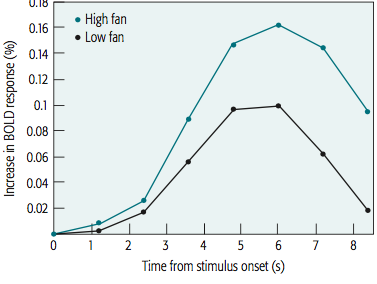 0.18
High fan
Low fan
0.16
0.14
0.12
0.1
0.08
0.06
0.04
0.02
Increase in BOLD response (%)
0 1 2 3 4 5 6 7 8
Time from stimulus onset (s)